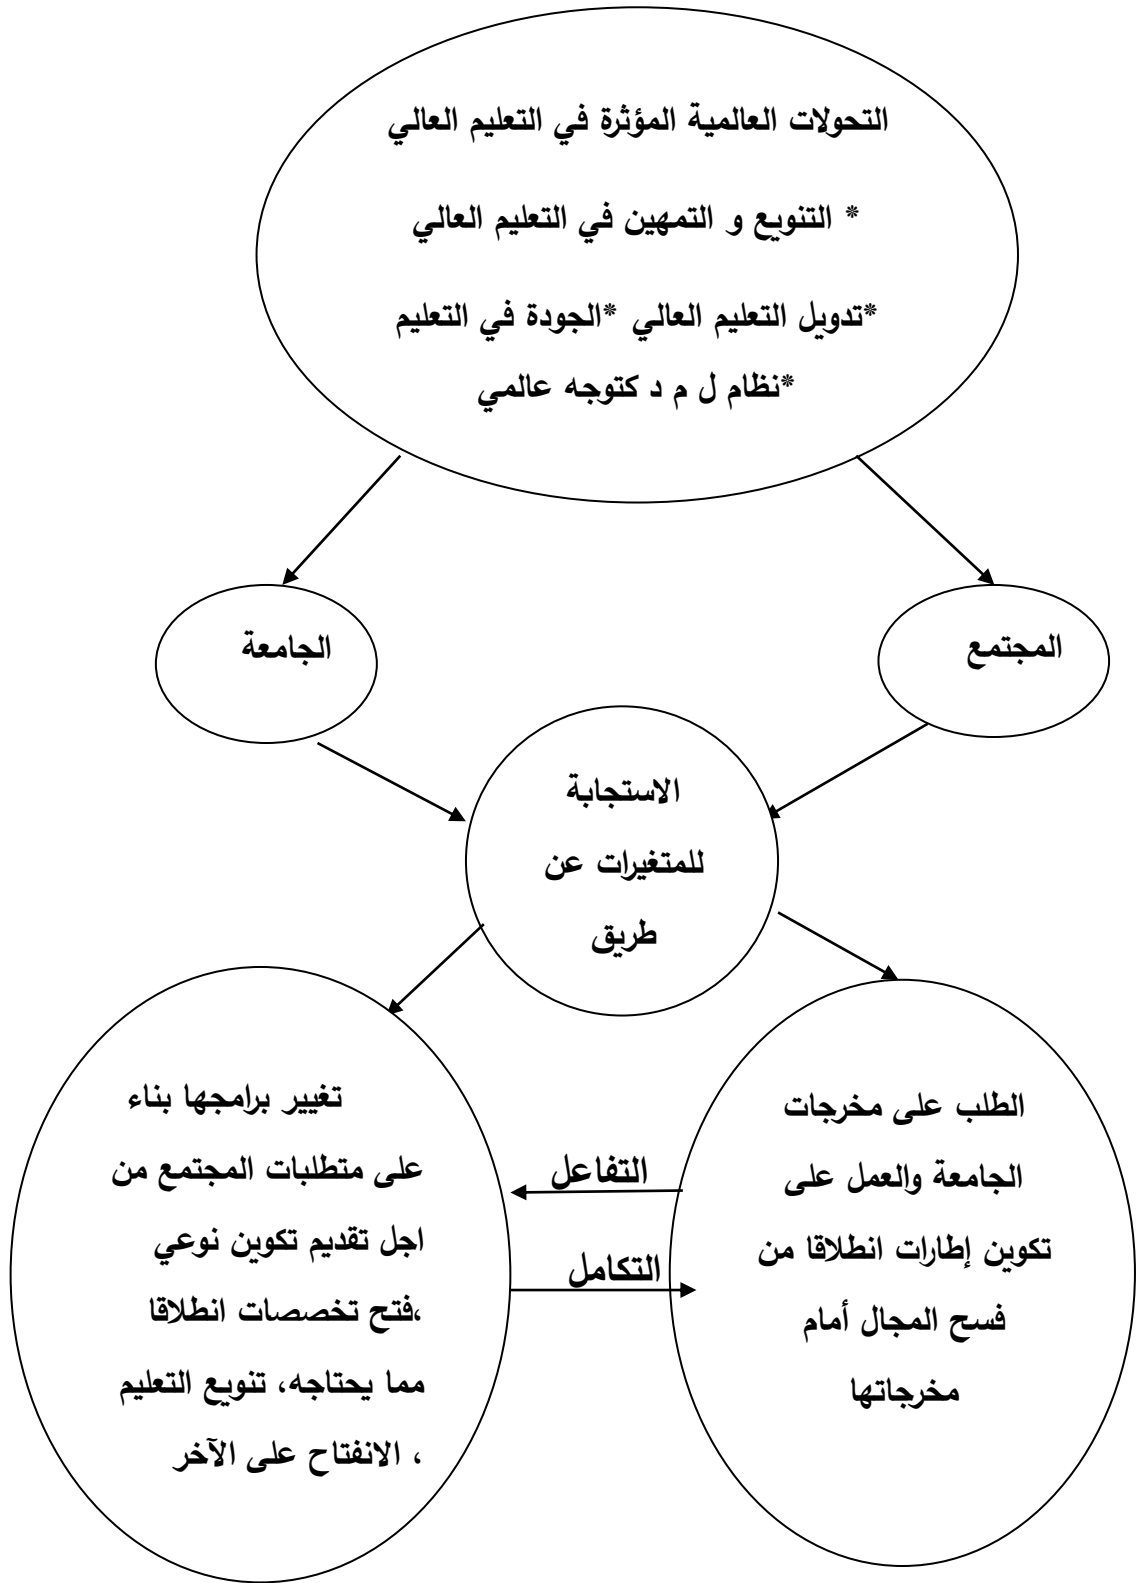 التحولات العالمية المؤثرة في التعليم العالي
* التنويع و التمهين في التعليم العالي
*تدويل التعليم العالي *الجودة في التعليم
*نظام ل م د كتوجه عالمي
المجتمع
الجامعة
الاستجابة
للمتغيرات عن
طريق
الطلب على مخرجات
الجامعة والعمل على
تكوين إطارات انطلاقا من
فسح المجال أمام
مخرجاتها
التفاعل
التكامل
تغيير برامجها بناء
على متطلبات المجتمع من
اجل تقديم تكوين نوعي
،فتح تخصصات انطلاقا
مما يحتاجه، تنويع التعليم
، الانفتاح على الآخر